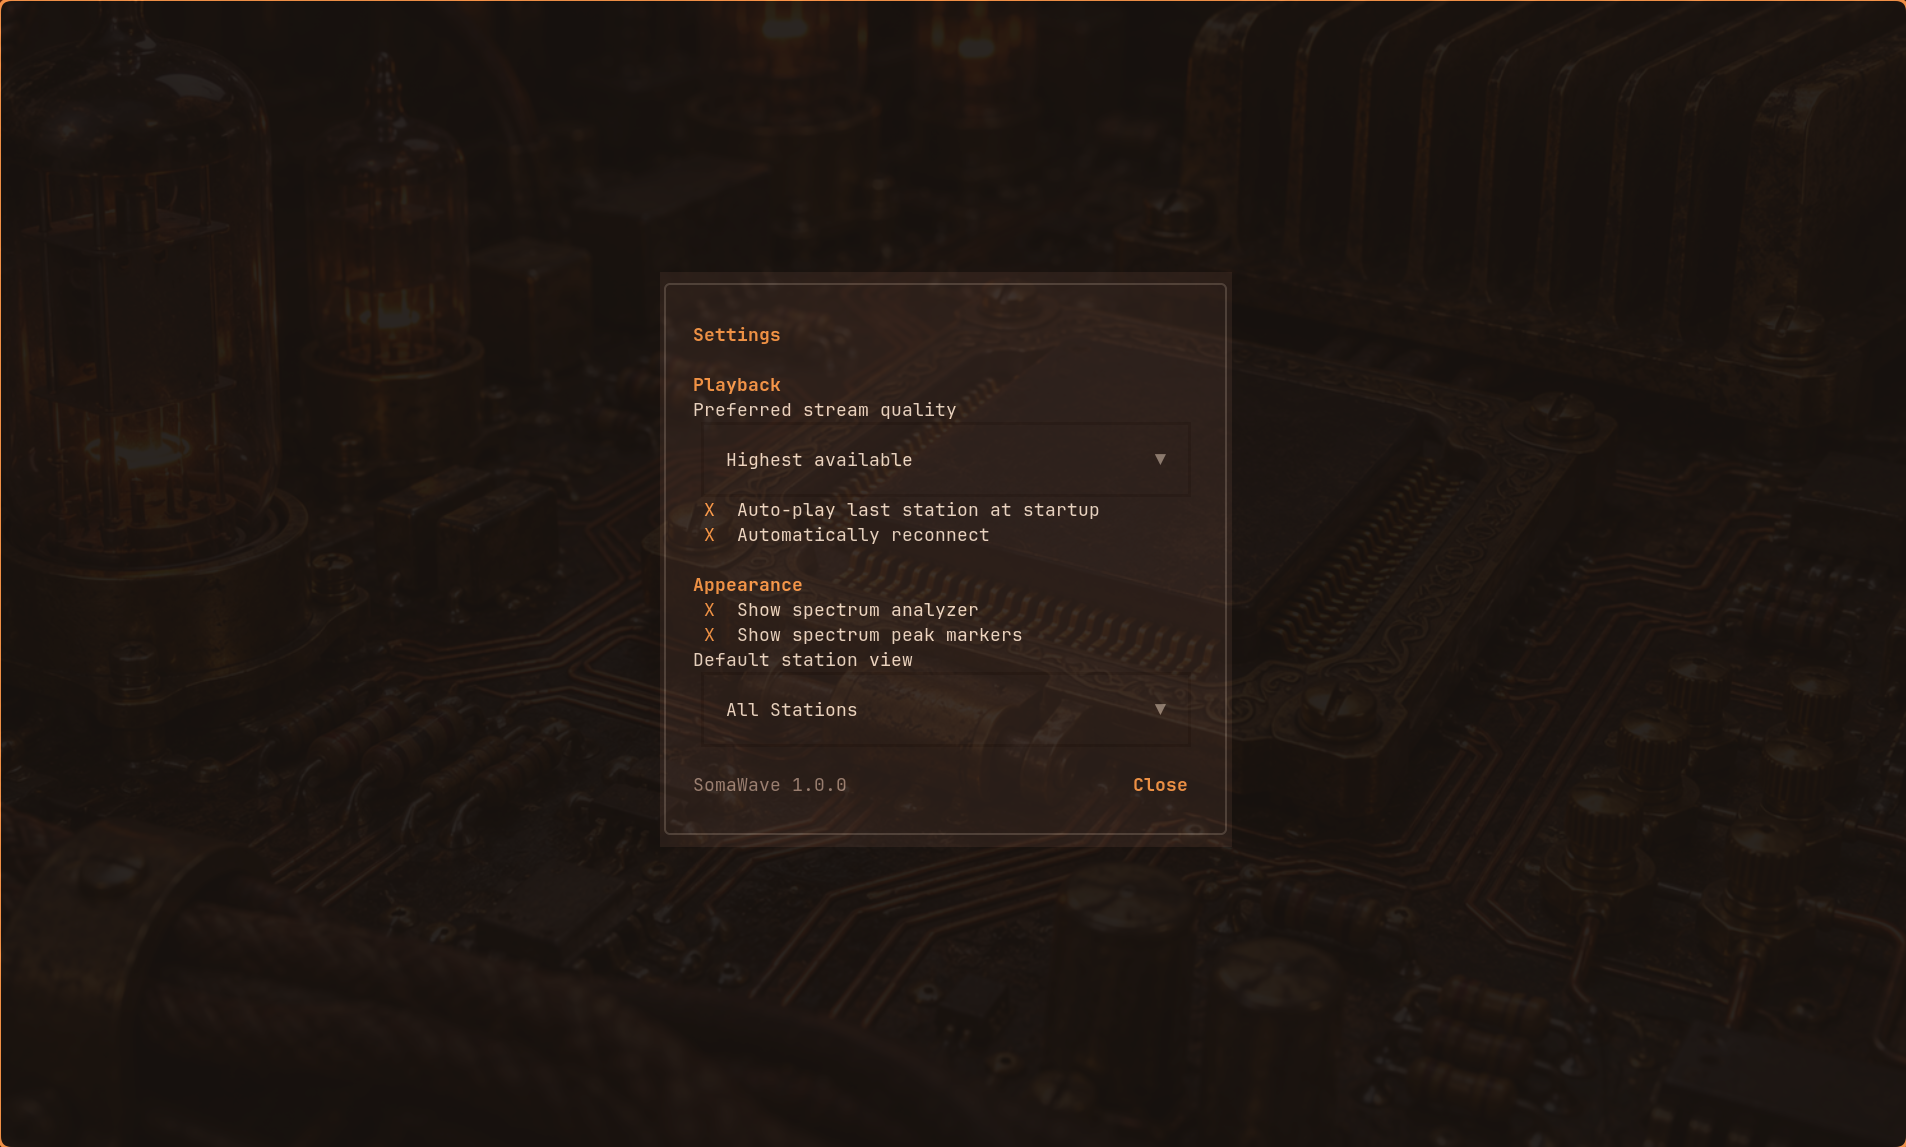 Settings
Playback
Preferred stream quality
Highest available ▼
X Auto-play last station at startup
X Automatically reconnect
Appearance
X Show spectrum analyzer
X Show spectrum peak markers
Default station view
All Stations ▼
SomaWave 1.0.0 Close